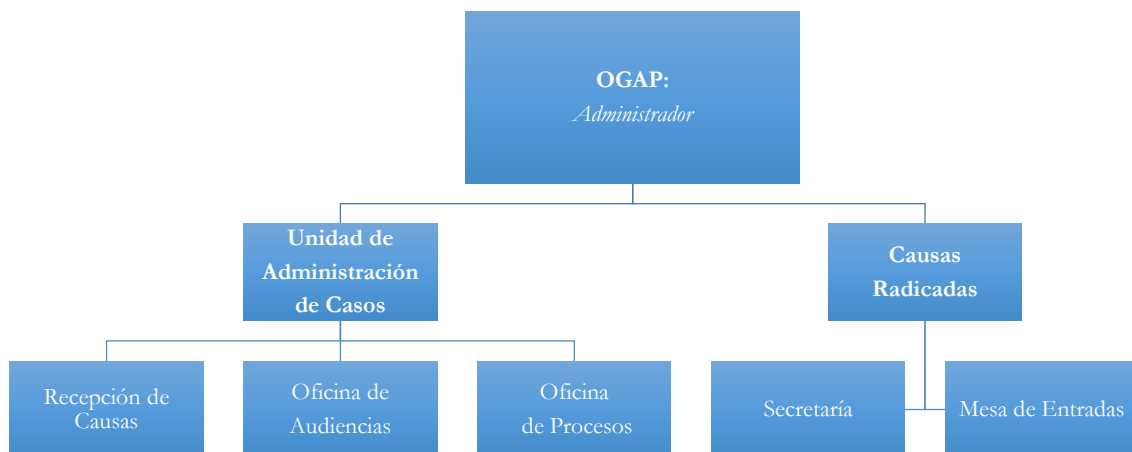 OGAP:
Administrador
Unidad de
Administración
de Casos
Causas
Radicadas
Recepción de
Causas
Oficina de
Audiencias
Oficina
de Procesos
Secretaría
Mesa de Entradas